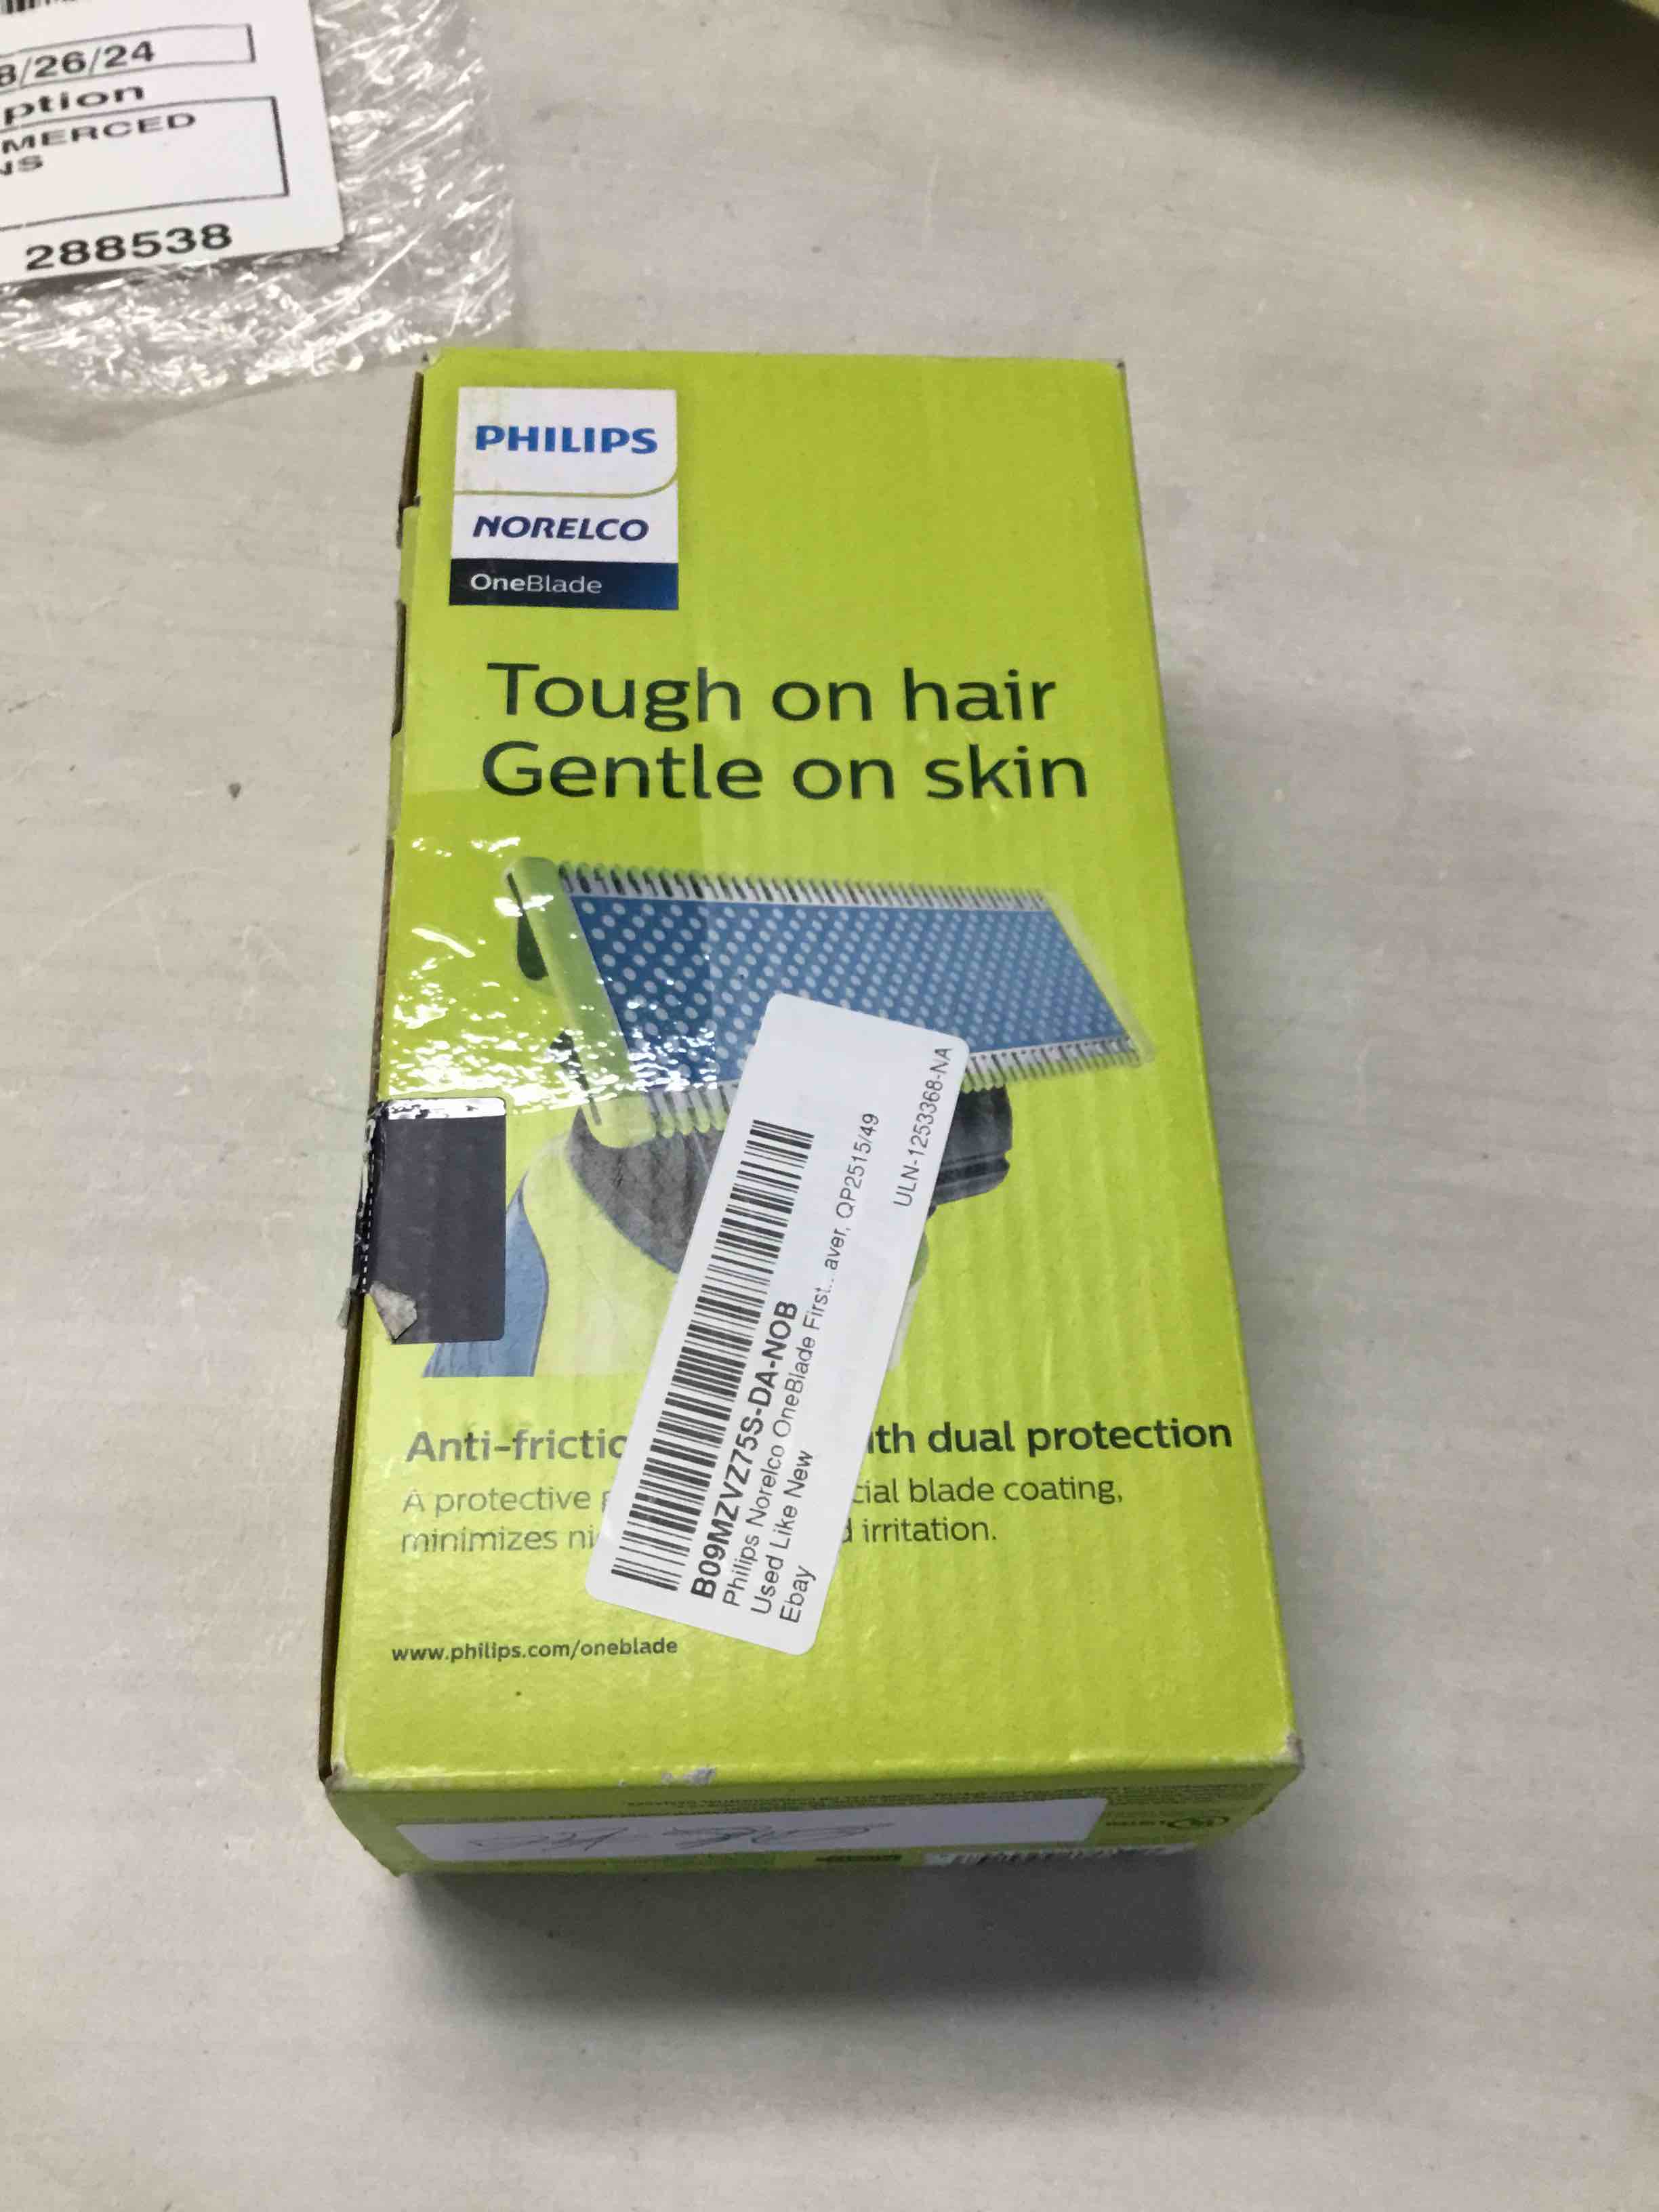 8/26/24
ption
MERCED
NS
288538
PHILIPS
NORELCO
OneBlade
Tough on hair
Gentle on skin
B09MZVZ75S-DA-NOB
Philips Norelco OneBlade First... aver, QP2515/49
Used Like New
Ebay
ULN-1253368-NA
Anti-frictio
ith dual protection
A protective
cial blade coating,
minimizes ni
d irritation.
www.philips.com/oneblade